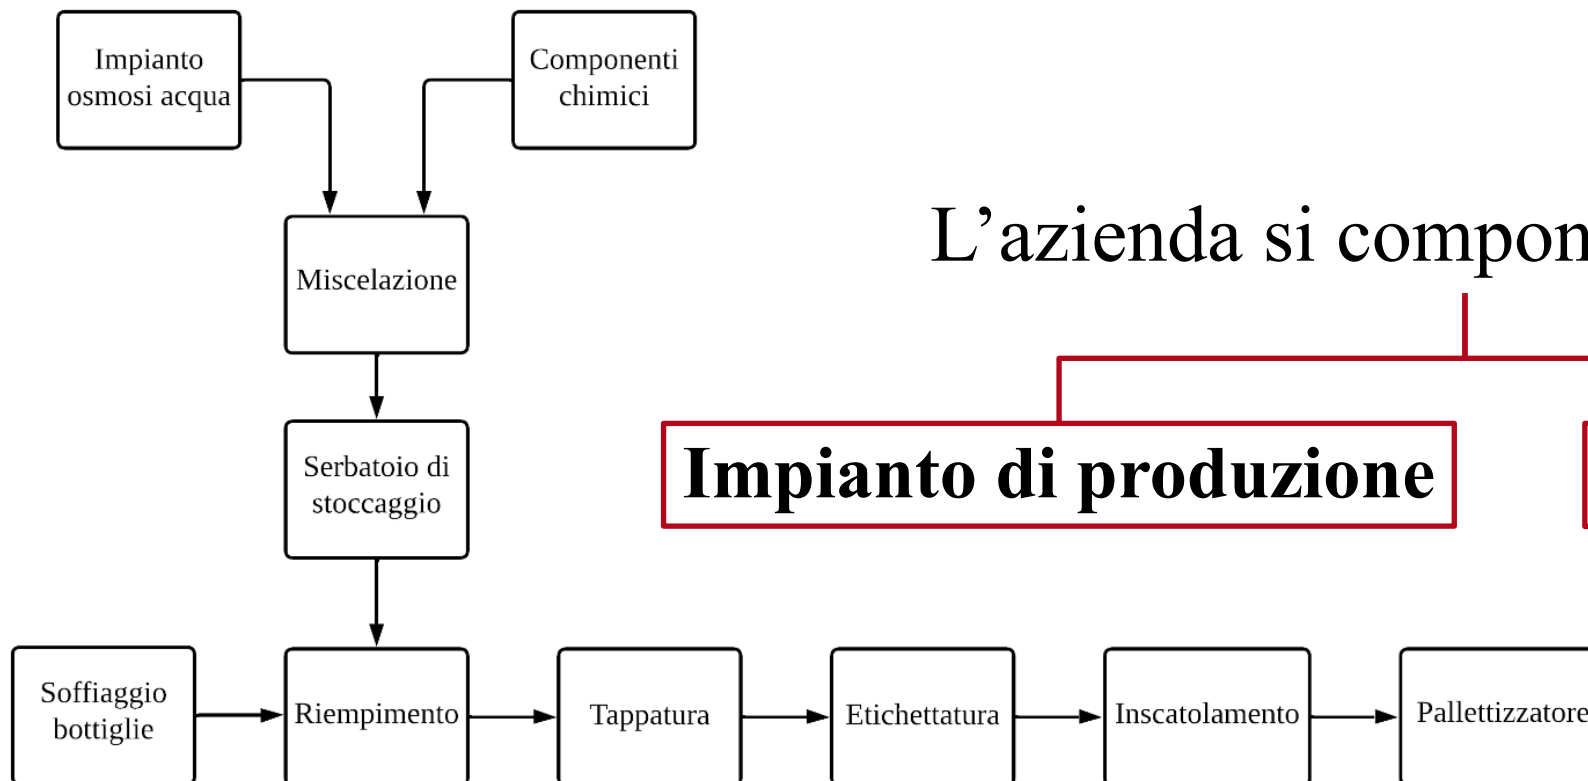 Impianto
osmosi acqua
Componenti
chimici
Miscelazione
L’azienda si compon
Serbatoio di
stoccaggio
Impianto di produzione
Soffiaggio
bottiglie
Riempimento
Tappatura
Etichettatura
Inscatolamento
Pallettizzatore